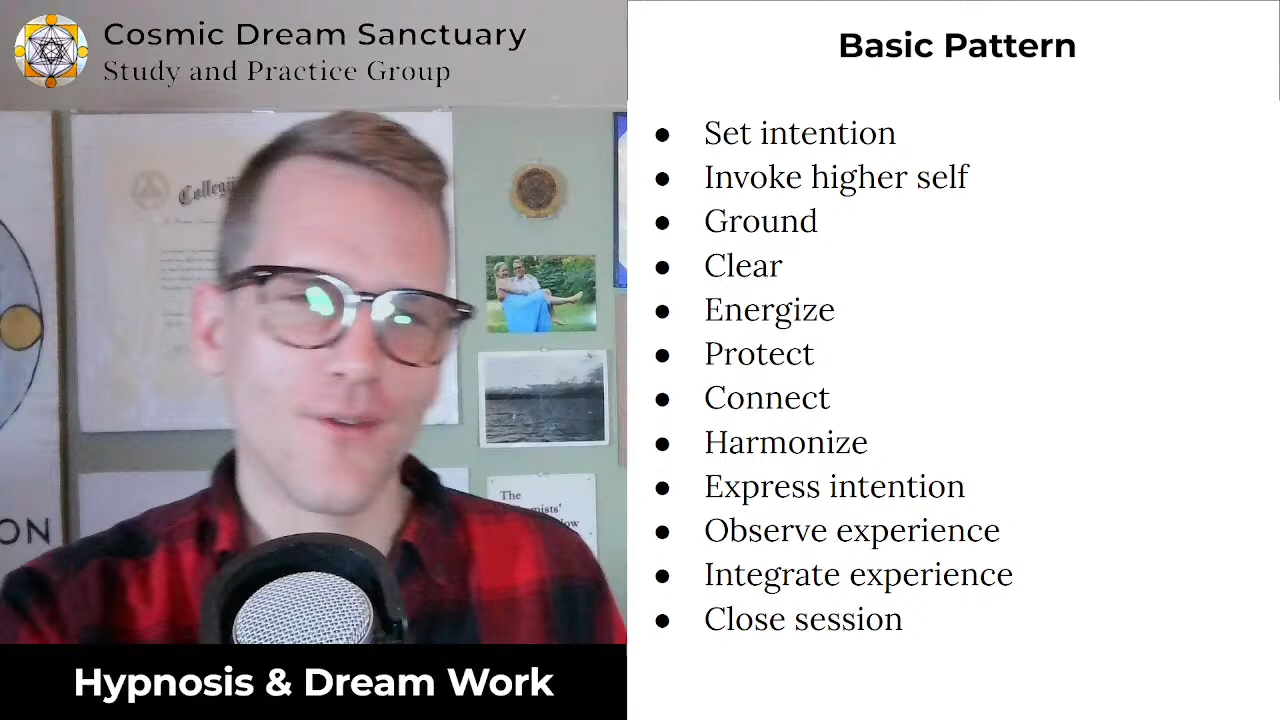 Cosmic Dream Sanctuary
Study and Practice Group
Basic Pattern
● Set intention
● Invoke higher self
● Ground
● Clear
● Energize
● Protect
● Connect
● Harmonize
● Express intention
● Observe experience
● Integrate experience
● Close session
The
ON
Hypnosis & Dream Work